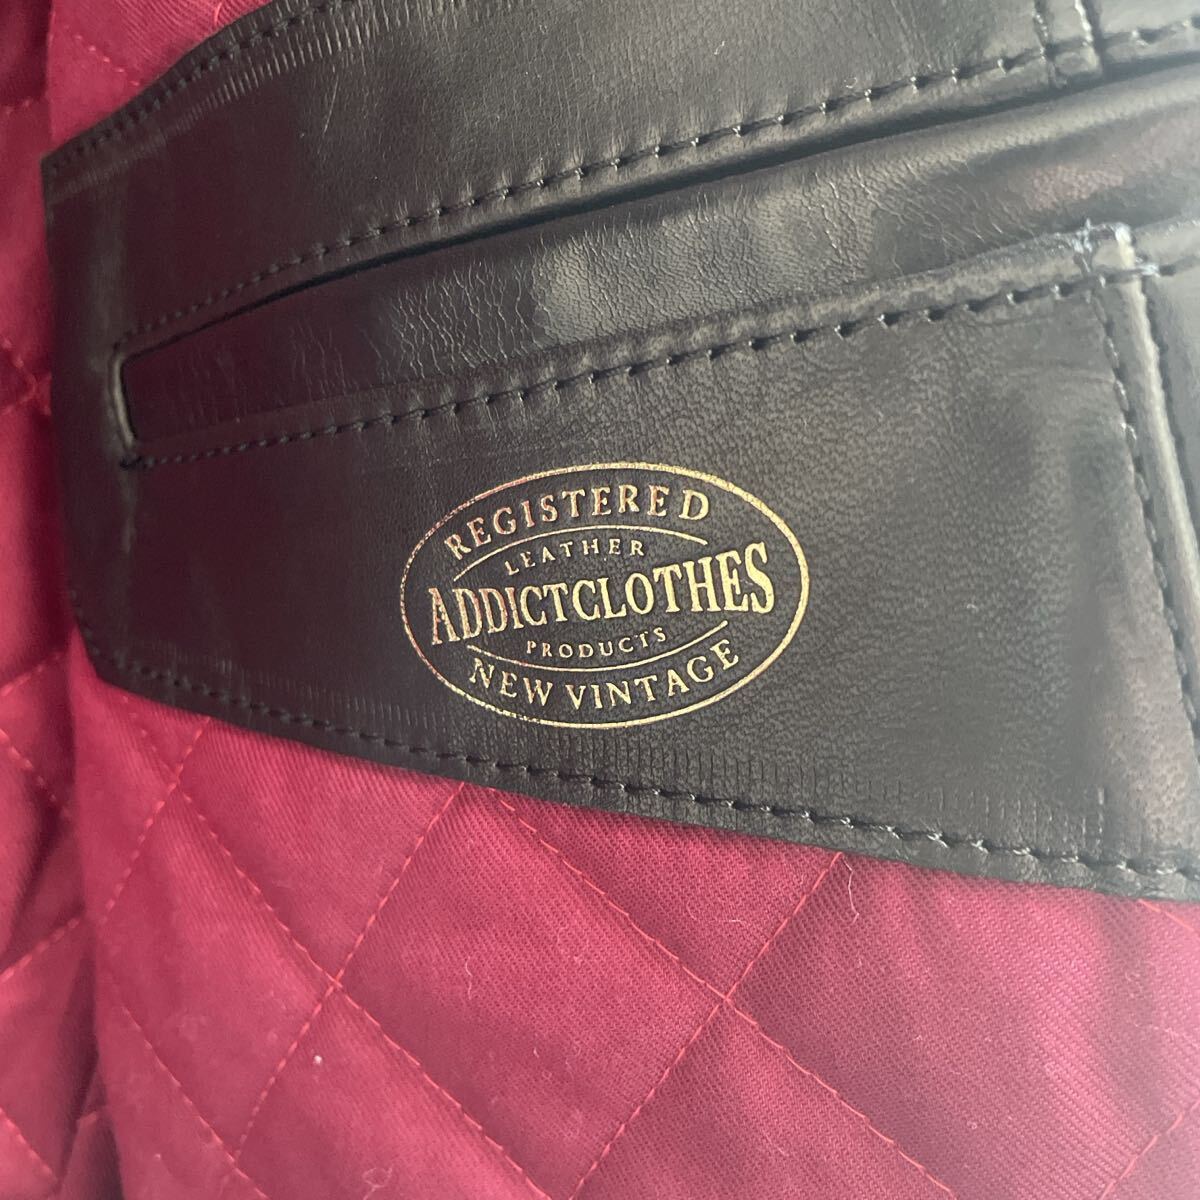 REGISTERED
LEATHER
ADDICTCLOTHES
PRODUCTS
NEW VINTAGE